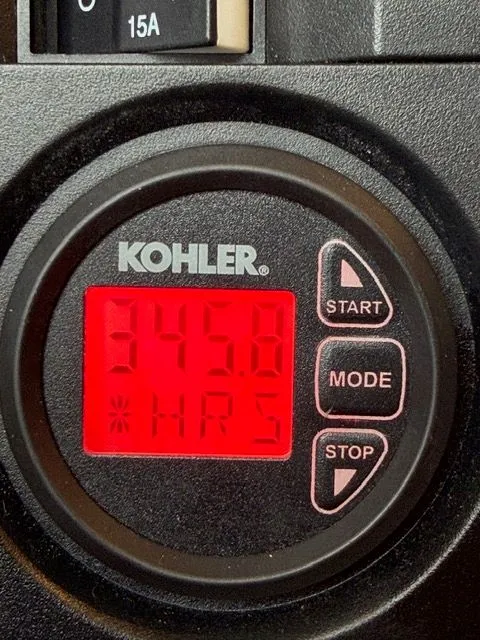 15A
KOHLER®
345.8
*HRS
START
MODE
STOP